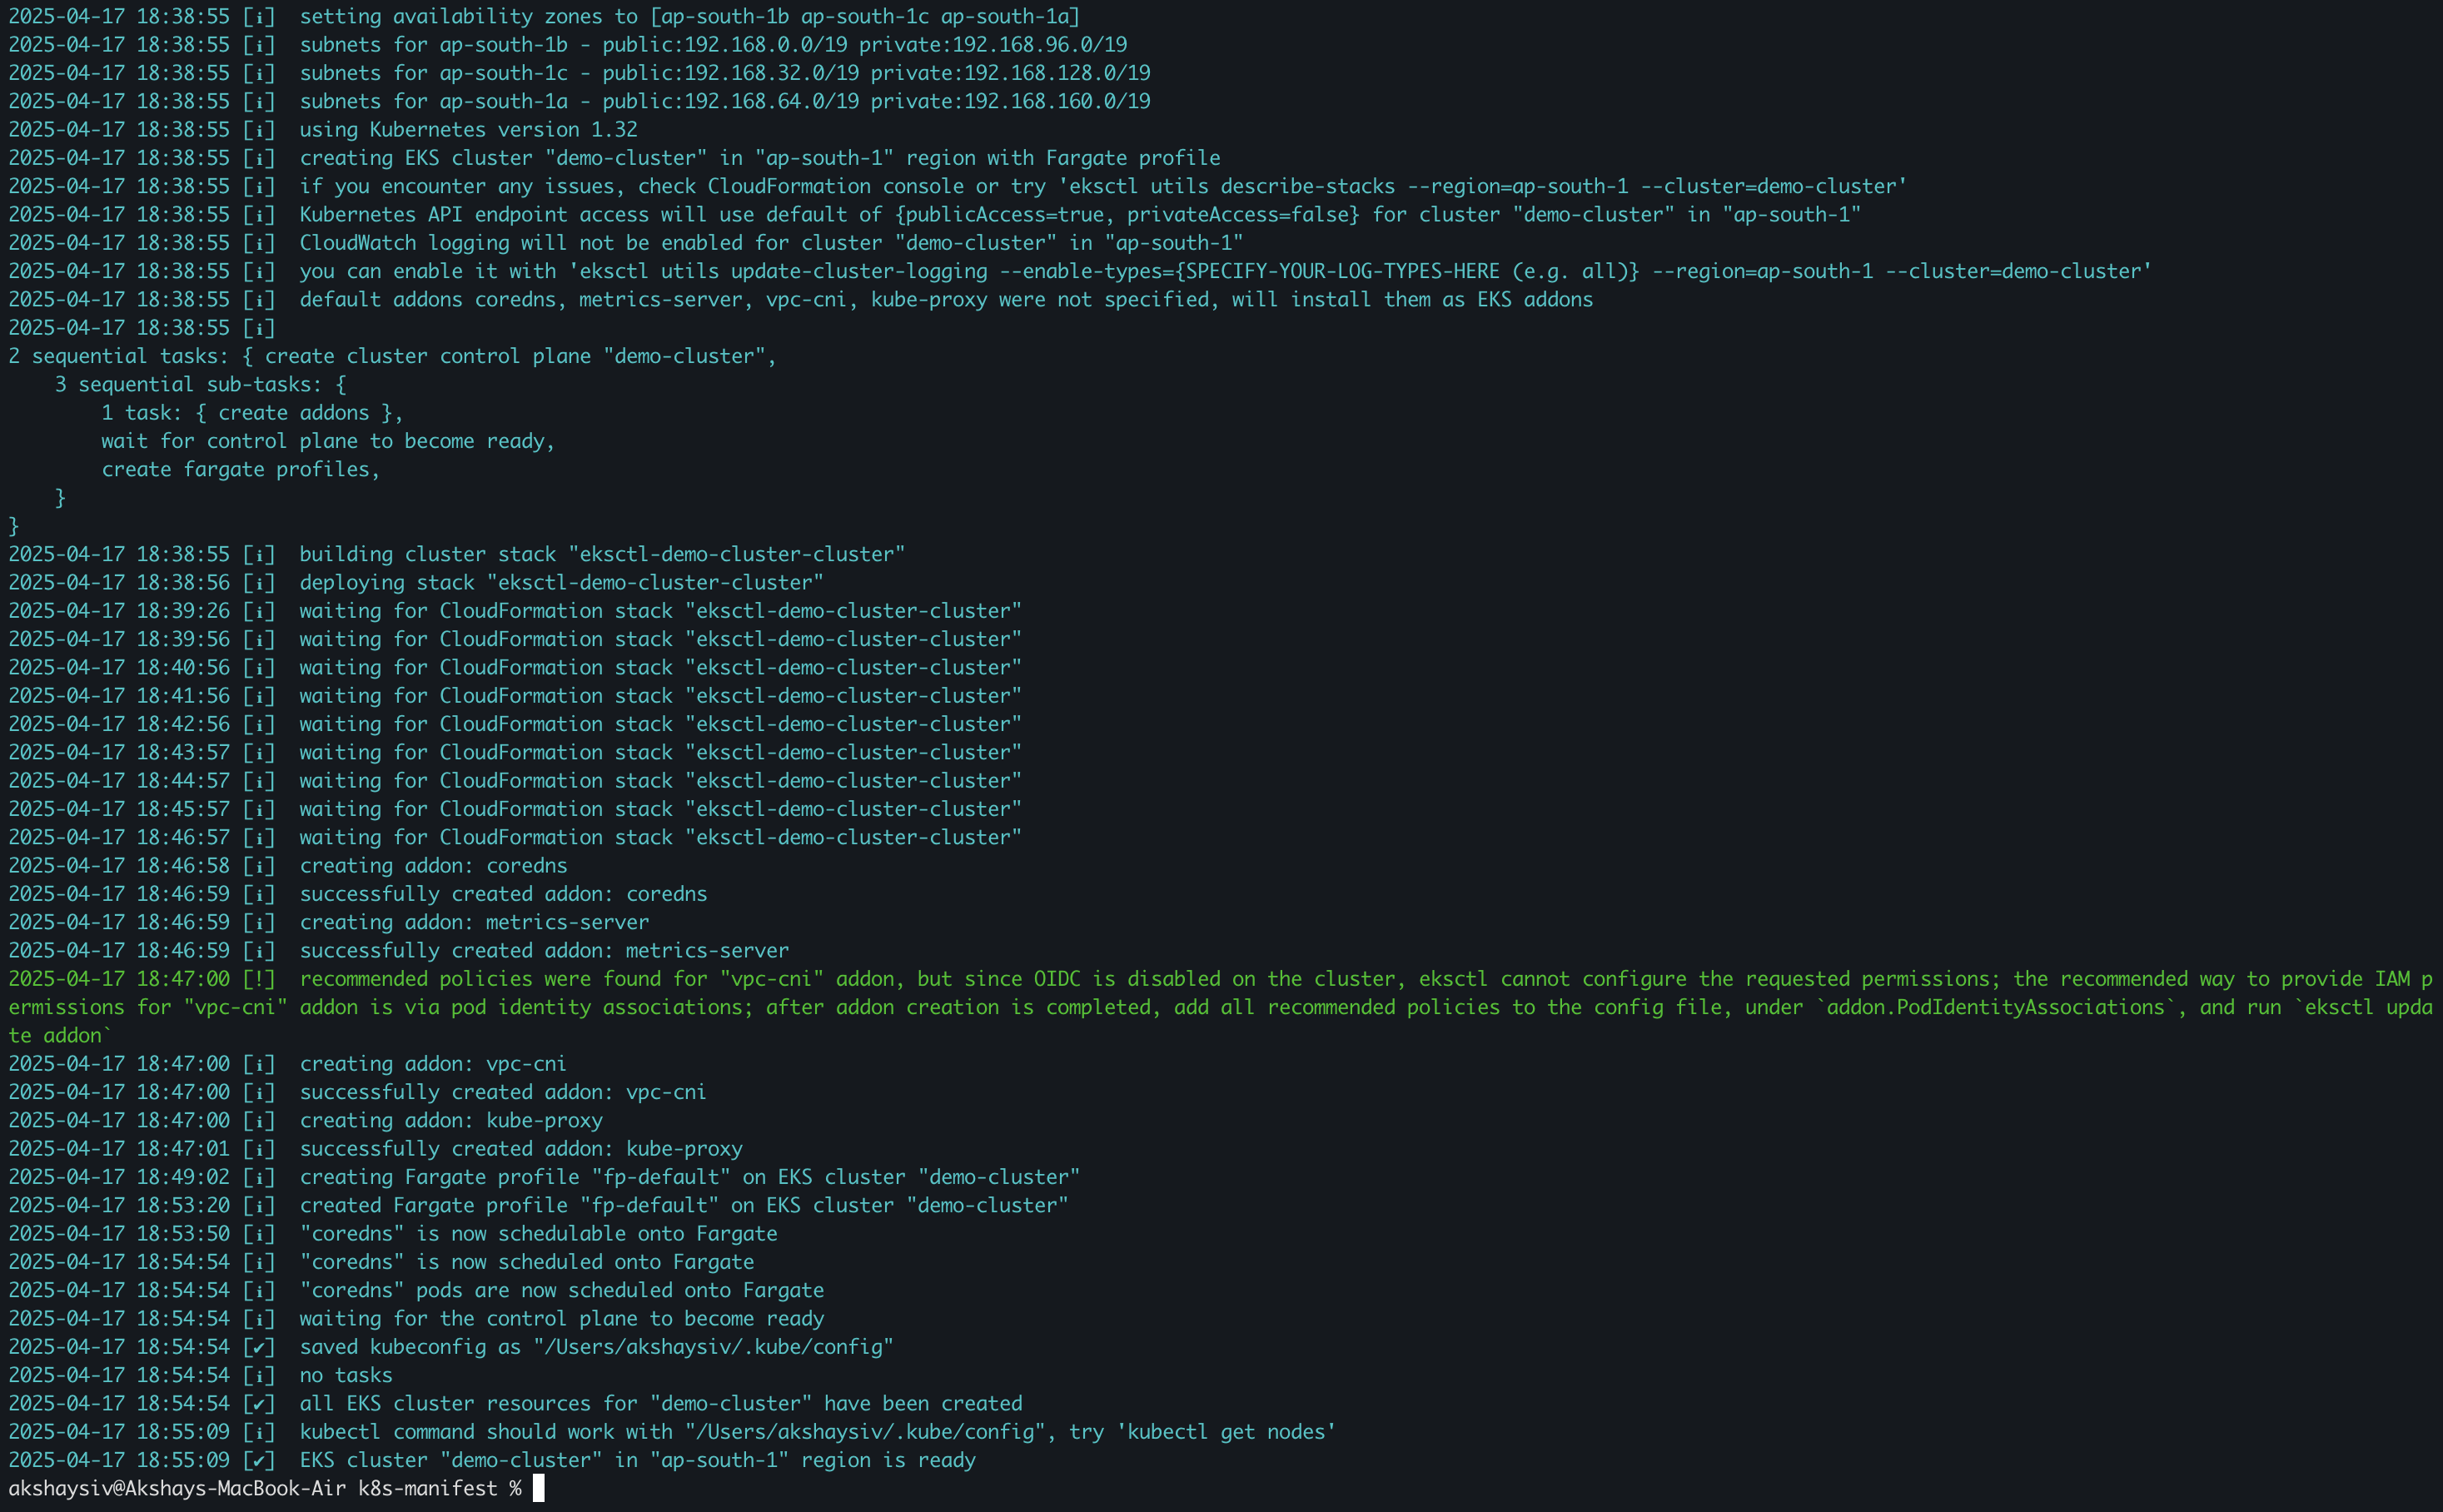 2025-04-17 18:38:55 [ℹ]  setting availability zones to [ap-south-1b ap-south-1c ap-south-1a]
2025-04-17 18:38:55 [ℹ]  subnets for ap-south-1b - public:192.168.0.0/19 private:192.168.96.0/19
2025-04-17 18:38:55 [ℹ]  subnets for ap-south-1c - public:192.168.32.0/19 private:192.168.128.0/19
2025-04-17 18:38:55 [ℹ]  subnets for ap-south-1a - public:192.168.64.0/19 private:192.168.160.0/19
2025-04-17 18:38:55 [ℹ]  using Kubernetes version 1.32
2025-04-17 18:38:55 [ℹ]  creating EKS cluster "demo-cluster" in "ap-south-1" region with Fargate profile
2025-04-17 18:38:55 [ℹ]  if you encounter any issues, check CloudFormation console or try 'eksctl utils describe-stacks --region=ap-south-1 --cluster=demo-cluster'
2025-04-17 18:38:55 [ℹ]  Kubernetes API endpoint access will use default of {publicAccess=true, privateAccess=false} for cluster "demo-cluster" in "ap-south-1"
2025-04-17 18:38:55 [ℹ]  CloudWatch logging will not be enabled for cluster "demo-cluster" in "ap-south-1"
2025-04-17 18:38:55 [ℹ]  you can enable it with 'eksctl utils update-cluster-logging --enable-types={SPECIFY-YOUR-LOG-TYPES-HERE (e.g. all)} --region=ap-south-1 --cluster=demo-cluster'
2025-04-17 18:38:55 [ℹ]  default addons coredns, metrics-server, vpc-cni, kube-proxy were not specified, will install them as EKS addons
2025-04-17 18:38:55 [ℹ]
2 sequential tasks: { create cluster control plane "demo-cluster",
    3 sequential sub-tasks: {
        1 task: { create addons },
        wait for control plane to become ready,
        create fargate profiles,
    }
}
2025-04-17 18:38:55 [ℹ]  building cluster stack "eksctl-demo-cluster-cluster"
2025-04-17 18:38:56 [ℹ]  deploying stack "eksctl-demo-cluster-cluster"
2025-04-17 18:39:26 [ℹ]  waiting for CloudFormation stack "eksctl-demo-cluster-cluster"
2025-04-17 18:39:56 [ℹ]  waiting for CloudFormation stack "eksctl-demo-cluster-cluster"
2025-04-17 18:40:56 [ℹ]  waiting for CloudFormation stack "eksctl-demo-cluster-cluster"
2025-04-17 18:41:56 [ℹ]  waiting for CloudFormation stack "eksctl-demo-cluster-cluster"
2025-04-17 18:42:56 [ℹ]  waiting for CloudFormation stack "eksctl-demo-cluster-cluster"
2025-04-17 18:43:57 [ℹ]  waiting for CloudFormation stack "eksctl-demo-cluster-cluster"
2025-04-17 18:44:57 [ℹ]  waiting for CloudFormation stack "eksctl-demo-cluster-cluster"
2025-04-17 18:45:57 [ℹ]  waiting for CloudFormation stack "eksctl-demo-cluster-cluster"
2025-04-17 18:46:57 [ℹ]  waiting for CloudFormation stack "eksctl-demo-cluster-cluster"
2025-04-17 18:46:58 [ℹ]  creating addon: coredns
2025-04-17 18:46:59 [ℹ]  successfully created addon: coredns
2025-04-17 18:46:59 [ℹ]  creating addon: metrics-server
2025-04-17 18:46:59 [ℹ]  successfully created addon: metrics-server
2025-04-17 18:47:00 [!]  recommended policies were found for "vpc-cni" addon, but since OIDC is disabled on the cluster, eksctl cannot configure the requested permissions; the recommended way to provide IAM p
ermissions for "vpc-cni" addon is via pod identity associations; after addon creation is completed, add all recommended policies to the config file, under `addon.PodIdentityAssociations`, and run `eksctl upda
te addon`
2025-04-17 18:47:00 [ℹ]  creating addon: vpc-cni
2025-04-17 18:47:00 [ℹ]  successfully created addon: vpc-cni
2025-04-17 18:47:00 [ℹ]  creating addon: kube-proxy
2025-04-17 18:47:01 [ℹ]  successfully created addon: kube-proxy
2025-04-17 18:49:02 [ℹ]  creating Fargate profile "fp-default" on EKS cluster "demo-cluster"
2025-04-17 18:53:20 [ℹ]  created Fargate profile "fp-default" on EKS cluster "demo-cluster"
2025-04-17 18:53:50 [ℹ]  "coredns" is now schedulable onto Fargate
2025-04-17 18:54:54 [ℹ]  "coredns" is now scheduled onto Fargate
2025-04-17 18:54:54 [ℹ]  "coredns" pods are now scheduled onto Fargate
2025-04-17 18:54:54 [ℹ]  waiting for the control plane to become ready
2025-04-17 18:54:54 [✔]  saved kubeconfig as "/Users/akshaysiv/.kube/config"
2025-04-17 18:54:54 [ℹ]  no tasks
2025-04-17 18:54:54 [✔]  all EKS cluster resources for "demo-cluster" have been created
2025-04-17 18:55:09 [ℹ]  kubectl command should work with "/Users/akshaysiv/.kube/config", try 'kubectl get nodes'
2025-04-17 18:55:09 [✔]  EKS cluster "demo-cluster" in "ap-south-1" region is ready
akshaysiv@Akshays-MacBook-Air k8s-manifest %